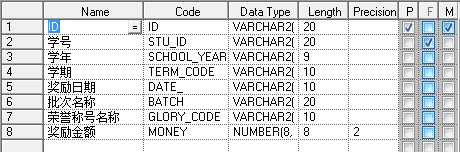 Name Code Data Type Length Precision P F M
1 ID = ID VARCHAR2( 20
2 学号 STU_ID VARCHAR2( 20
3 学年 SCHOOL_YEAR VARCHAR2( 9
4 学期 TERM_CODE VARCHAR2( 10
5 奖励日期 DATE_ VARCHAR2( 10
6 批次名称 BATCH VARCHAR2( 20
7 荣誉称号名称 GLORY_CODE VARCHAR2( 10
8 奖励金额 MONEY NUMBER(8, 8 2